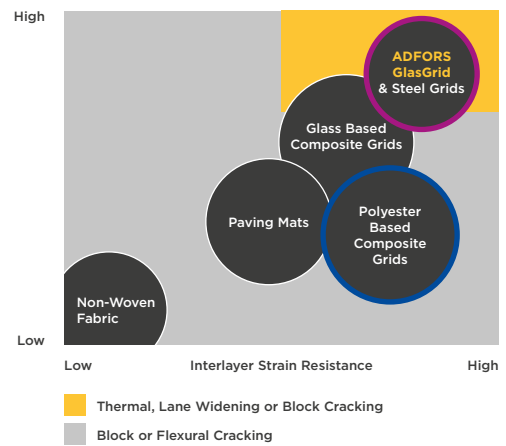 High
ADFORS
GlasGrid
& Steel Grids
Glass Based
Composite Grids
Paving Mats
Polyester
Based
Composite
Grids
Non-Woven
Fabric
Low
Low Interlayer Strain Resistance High
Thermal, Lane Widening or Block Cracking
Block or Flexural Cracking